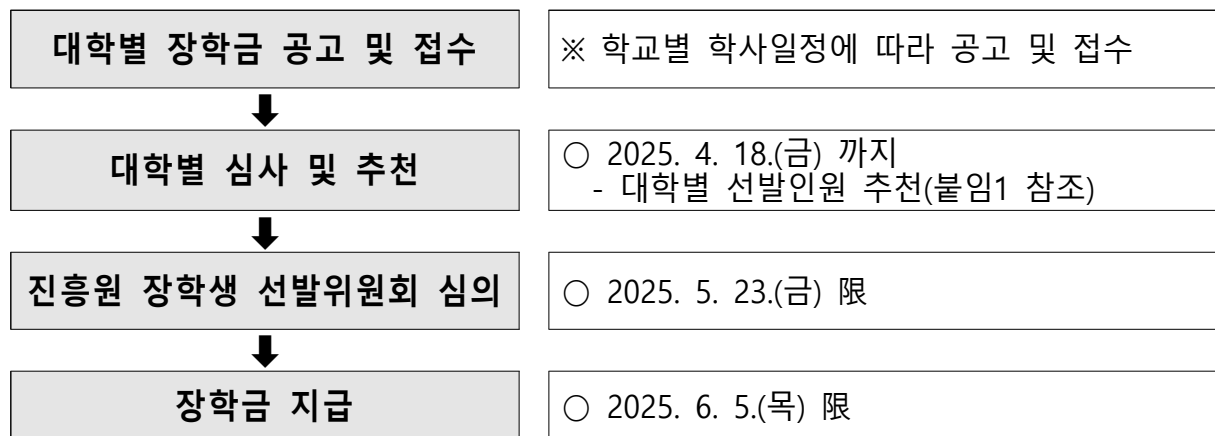 대학별 장학금 공고 및 접수
※ 학교별 학사일정에 따라 공고 및 접수
대학별 심사 및 추천
○ 2025. 4. 18.(금) 까지
- 대학별 선발인원 추천(붙임1 참조)
진흥원 장학생 선발위원회 심의
○ 2025. 5. 23.(금) 限
장학금 지급
○ 2025. 6. 5.(목) 限